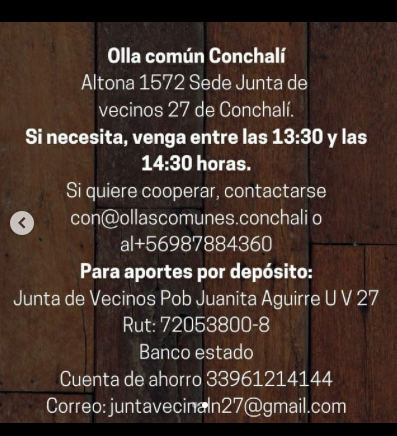 Olla común Conchalí
Altona 1572 Sede Junta de
vecinos 27 de Conchalí.
Si necesita, venga entre las 13:30 y las
14:30 horas.
Si quiere cooperar, contactarse
con@ollascomunes.conchali o
al+56987884360
Para aportes por depósito:
Junta de Vecinos Pob Juanita Aguirre U V 27
Rut: 72053800-8
Banco estado
Cuenta de ahorro 33961214144
Correo: juntavecinaln27@gmail.com